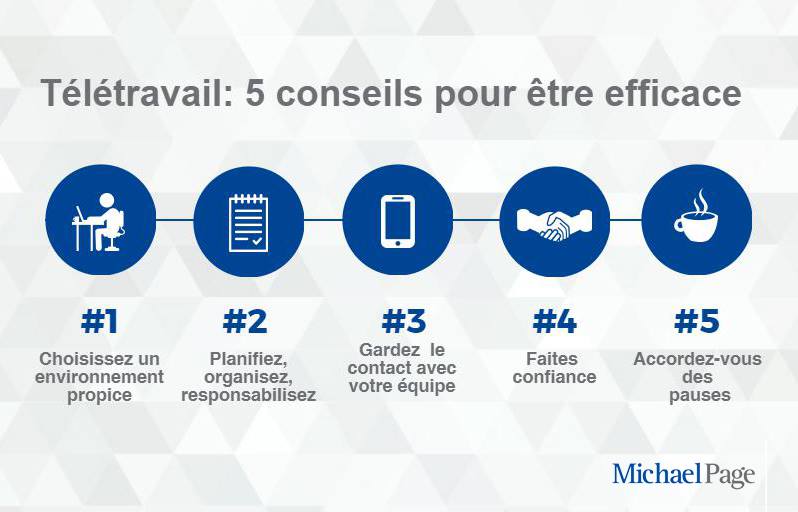 Télétravail: 5 conseils pour être efficace
#1
Choisissez un
environnement
propice
#2
Planifiez,
organisez,
responsabilisez
#3
Gardez le
contact avec
votre équipe
#4
Faites
confiance
#5
Accordez-vous
des
pauses
MichaelPage